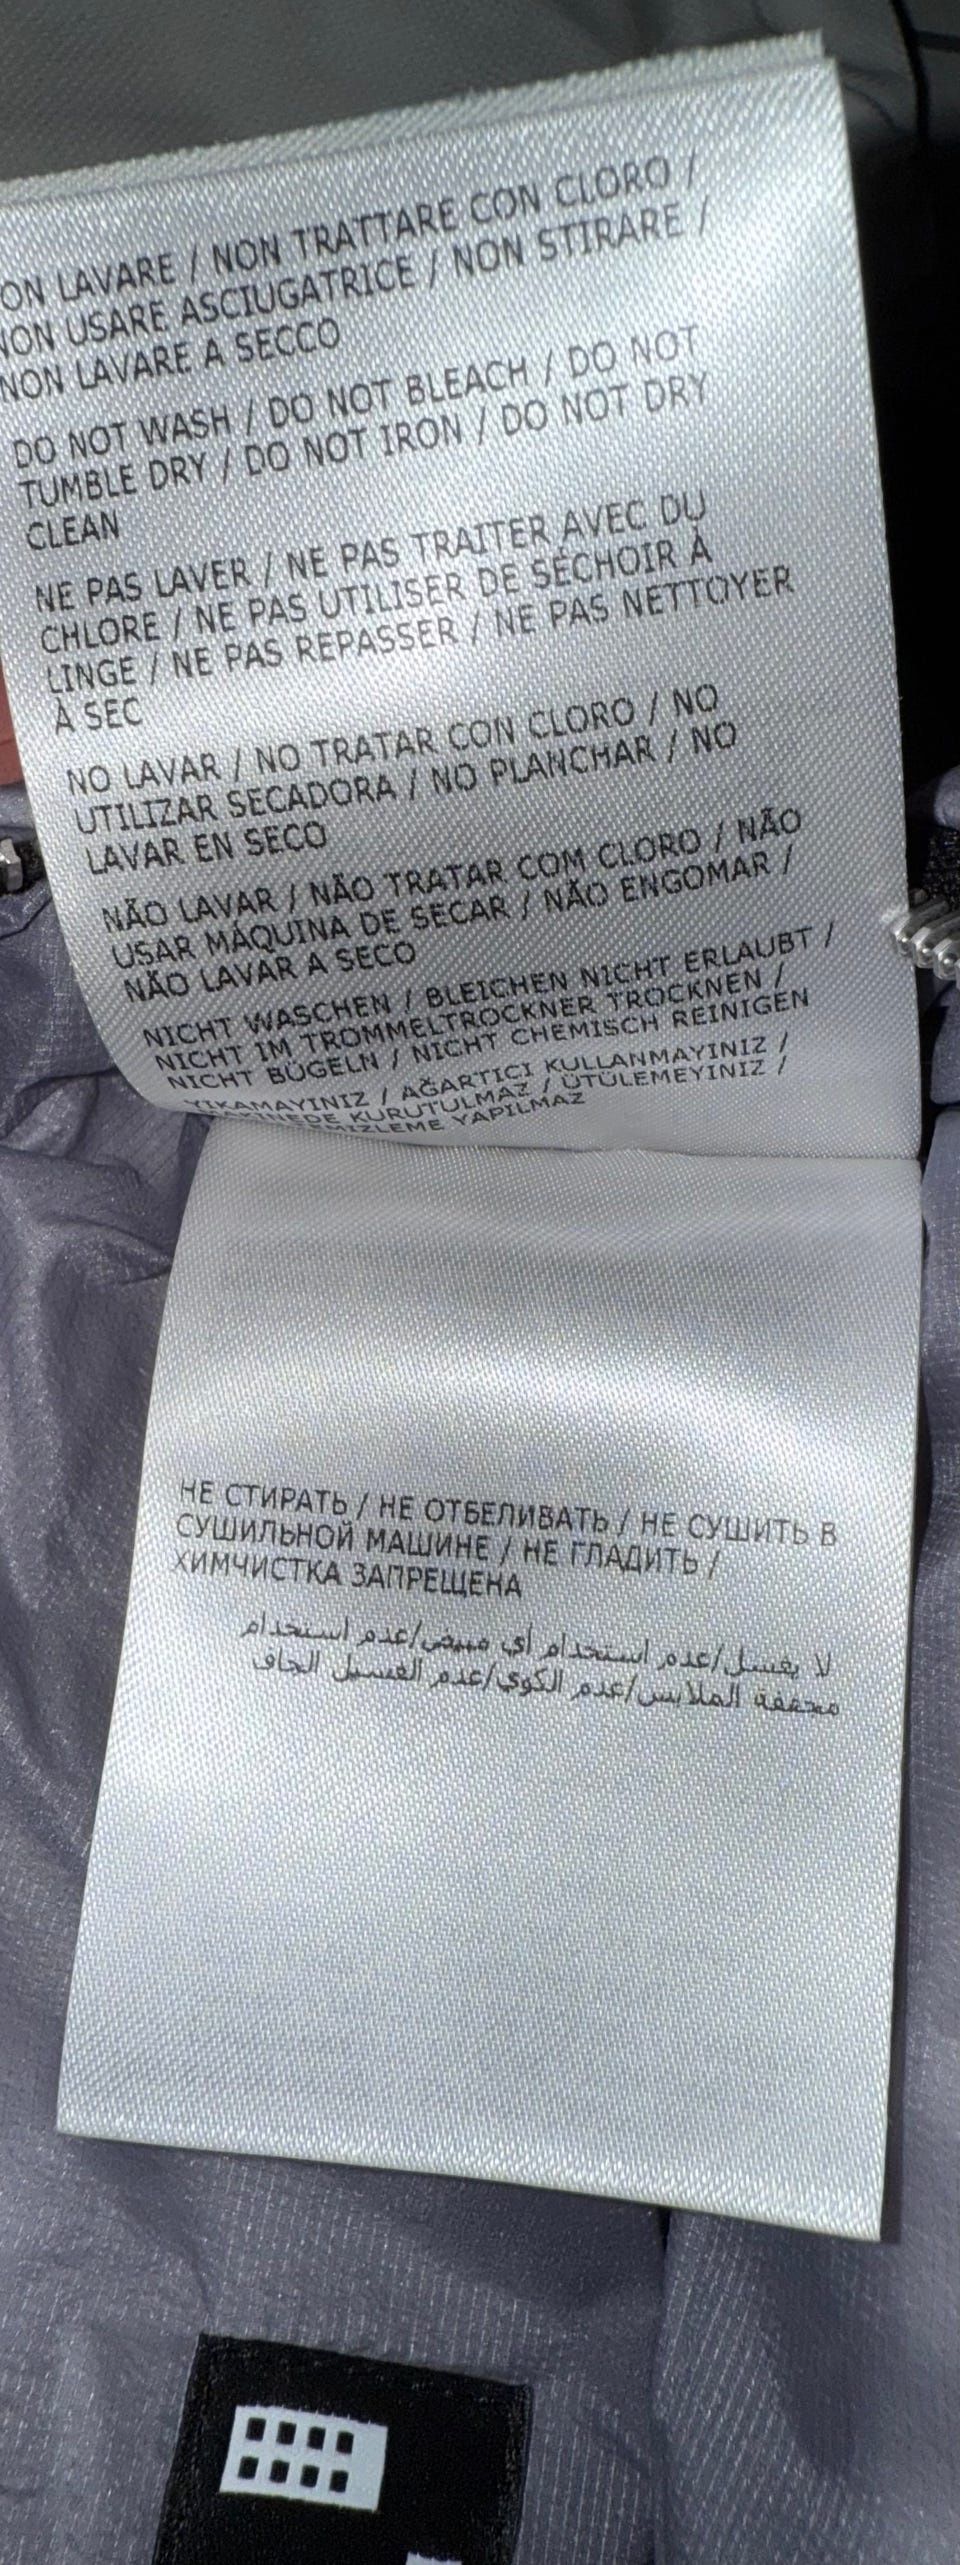 ON LAVARE / NON TRATTARE CON CLORO /
NON USARE ASCIUGATRICE / NON STIRARE /
NON LAVARE A SECCO
DO NOT WASH / DO NOT BLEACH / DO NOT
TUMBLE DRY / DO NOT IRON / DO NOT DRY
CLEAN
NE PAS LAVER / NE PAS TRAITER AVEC DU
CHLORE / NE PAS UTILISER DE SÉCHOIR À
LINGE / NE PAS REPASSER / NE PAS NETTOYER
À SEC
NO LAVAR / NO TRATAR CON CLORO / NO
UTILIZAR SECADORA / NO PLANCHAR / NO
LAVAR EN SECO
NÃO LAVAR / NÃO TRATAR COM CLORO / NÃO
USAR MÁQUINA DE SECAR / NÃO ENGOMAR /
NÃO LAVAR A SECO
NICHT WASCHEN / BLEICHEN NICHT ERLAUBT /
NICHT IM TROMMELTROCKNER TROCKNEN /
NICHT BÜGELN / NICHT CHEMISCH REINIGEN
YIKAMAYINIZ / AĞARTICI KULLANMAYINIZ /
KURUTULMAZ / ÜTÜLEMEYINIZ /
YAPILMAZ
НЕ СТИРАТЬ / НЕ ОТБЕЛИВАТЬ / НЕ СУШИТЬ В
СУШИЛЬНОЙ МАШИНЕ / НЕ ГЛАДИТЬ /
ХИМЧИСТКА ЗАПРЕЩЕНА
لا يغسل/عدم استخدام أي مبيض/عدم استخدام
مجففة الملابس/عدم الكوي/عدم الغسيل الجاف